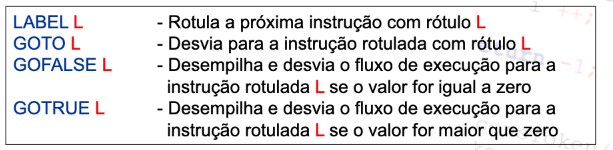 LABEL L - Rotula a próxima instrução com rótulo L
GOTO L - Desvia para a instrução rotulada com rótulo L
GOFALSE L - Desempilha e desvia o fluxo de execução para a
instrução rotulada L se o valor for igual a zero
GOTRUE L - Desempilha e desvia o fluxo de execução para a
instrução rotulada L se o valor for maior que zero